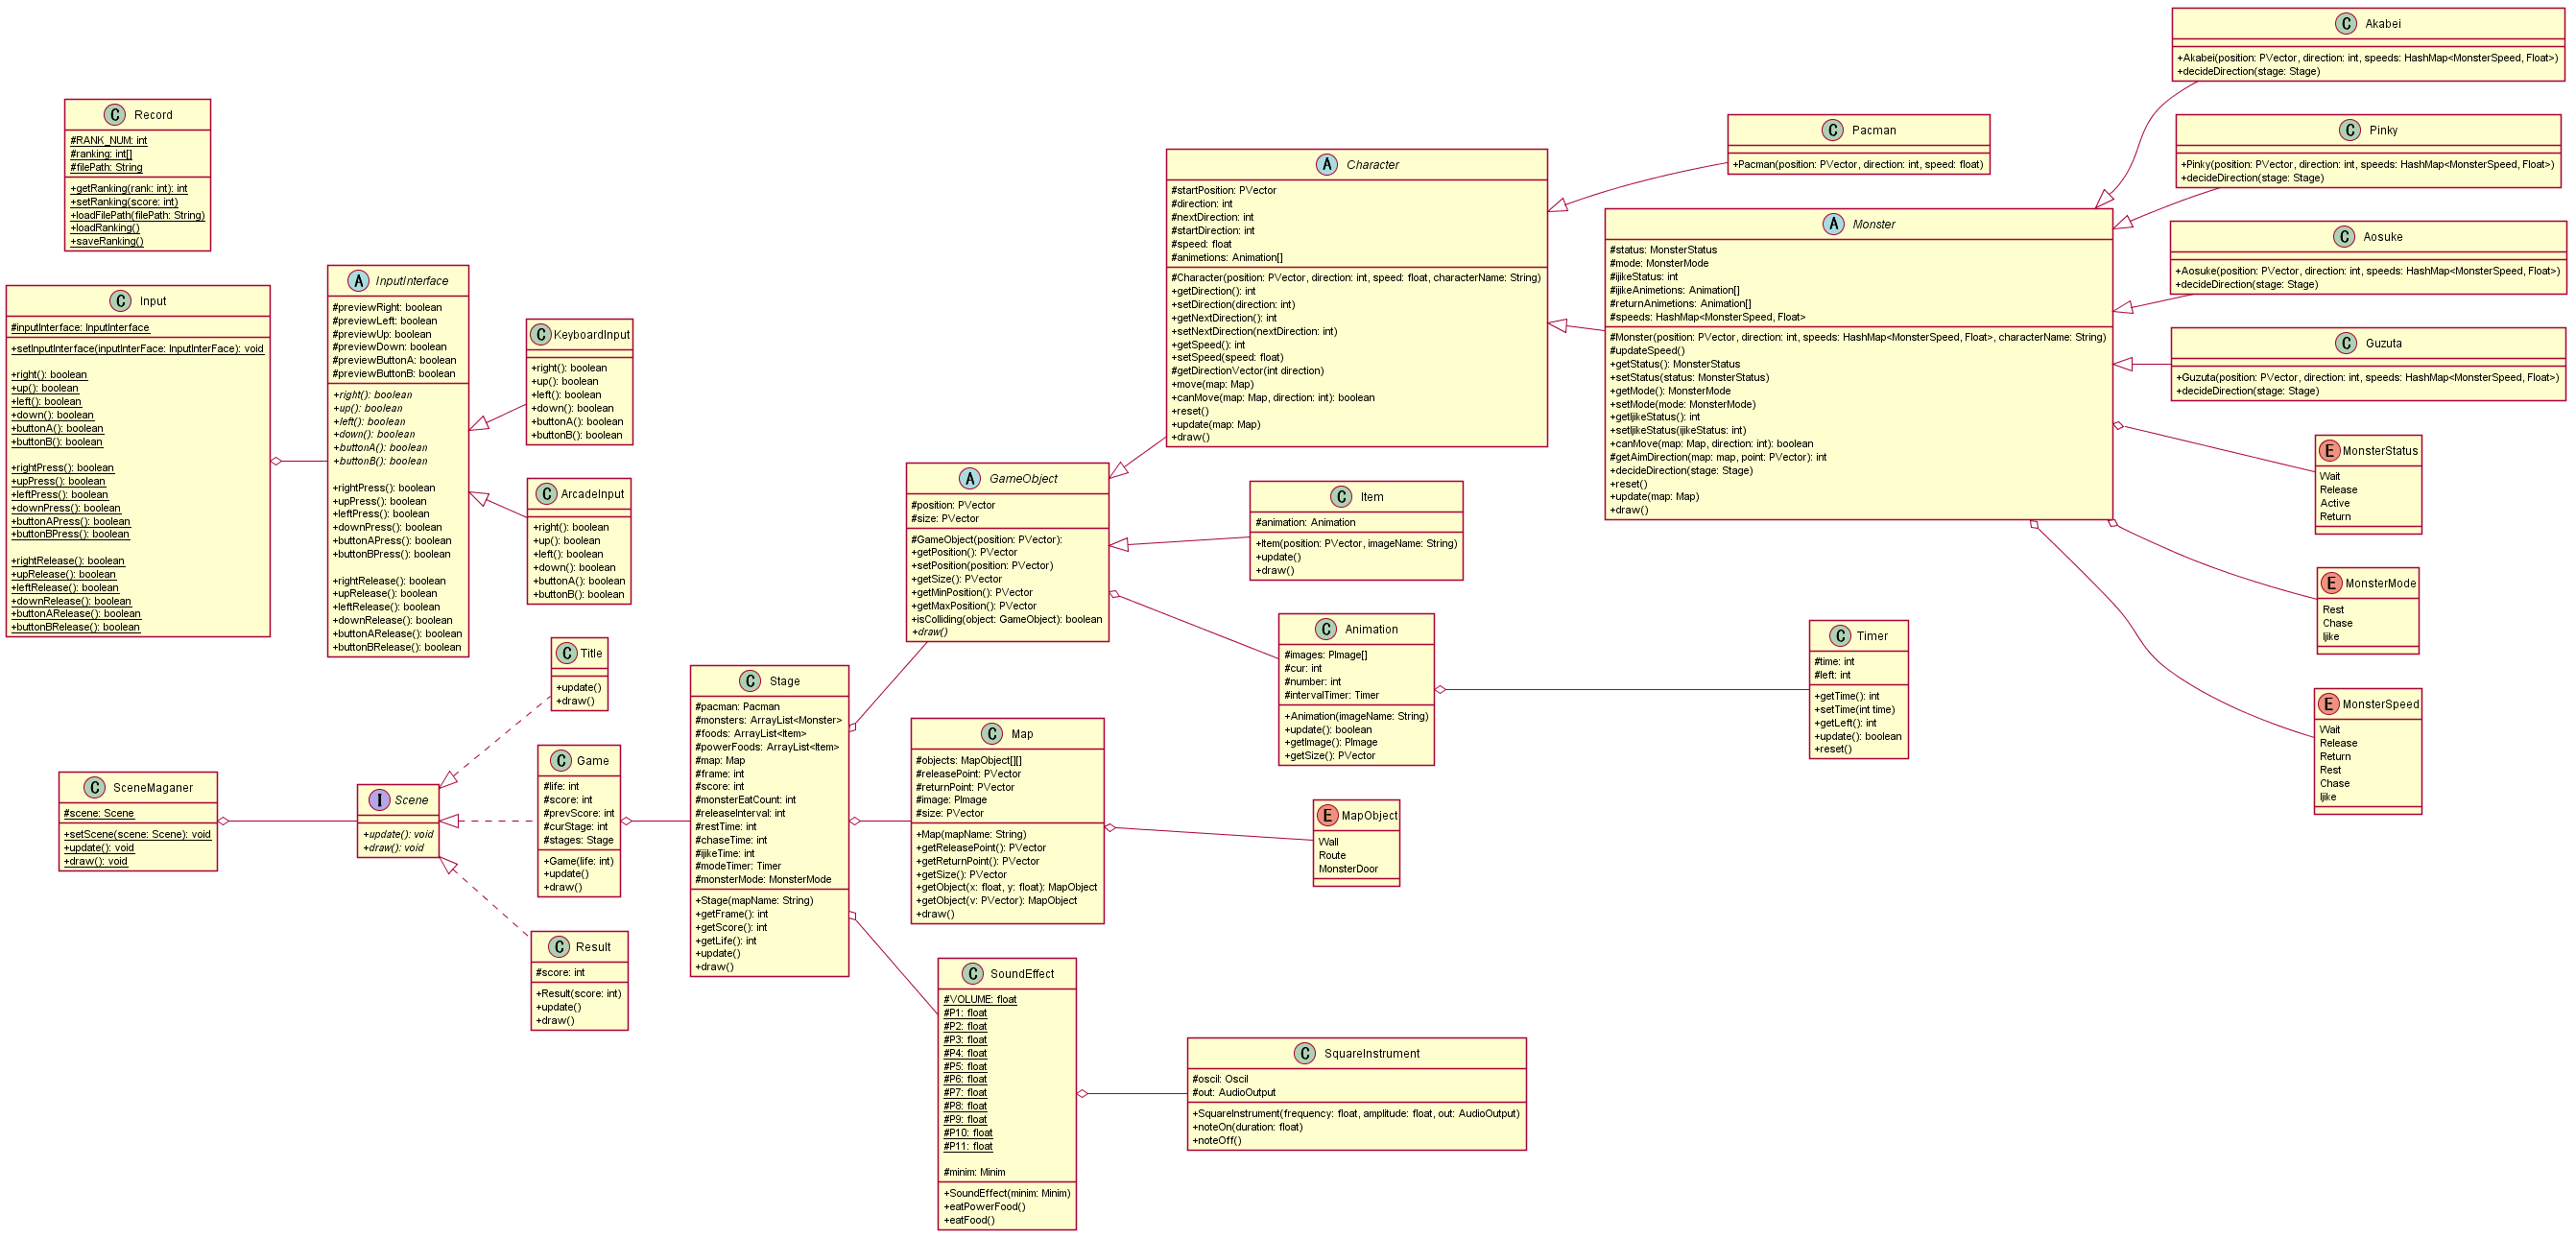 Record
#RANK_NUM: int
#ranking: int[]
#filePath: String
+getRanking(rank: int): int
+setRanking(score: int)
+loadFilePath(filePath: String)
+loadRanking()
+saveRanking()
Input
#inputInterface: InputInterface
+setInputInterface(inputInterFace: InputInterFace): void
+right(): boolean
+up(): boolean
+left(): boolean
+down(): boolean
+buttonA(): boolean
+buttonB(): boolean
+rightPress(): boolean
+upPress(): boolean
+leftPress(): boolean
+downPress(): boolean
+buttonAPress(): boolean
+buttonBPress(): boolean
+rightRelease(): boolean
+upRelease(): boolean
+leftRelease(): boolean
+downRelease(): boolean
+buttonARelease(): boolean
+buttonBRelease(): boolean
InputInterface
#previewRight: boolean
#previewLeft: boolean
#previewUp: boolean
#previewDown: boolean
#previewButtonA: boolean
#previewButtonB: boolean
+right(): boolean
+up(): boolean
+left(): boolean
+down(): boolean
+buttonA(): boolean
+buttonB(): boolean
+rightPress(): boolean
+upPress(): boolean
+leftPress(): boolean
+downPress(): boolean
+buttonAPress(): boolean
+buttonBPress(): boolean
+rightRelease(): boolean
+upRelease(): boolean
+leftRelease(): boolean
+downRelease(): boolean
+buttonARelease(): boolean
+buttonBRelease(): boolean
KeyboardInput
+right(): boolean
+up(): boolean
+left(): boolean
+down(): boolean
+buttonA(): boolean
+buttonB(): boolean
ArcadeInput
+right(): boolean
+up(): boolean
+left(): boolean
+down(): boolean
+buttonA(): boolean
+buttonB(): boolean
SceneMaganer
#scene: Scene
+setScene(scene: Scene): void
+update(): void
+draw(): void
Scene
+update(): void
+draw(): void
Title
+update()
+draw()
Game
#life: int
#score: int
#prevScore: int
#curStage: int
#stages: Stage
+Game(life: int)
+update()
+draw()
Result
#score: int
+Result(score: int)
+update()
+draw()
Stage
#pacman: Pacman
#monsters: ArrayList<Monster>
#foods: ArrayList<Item>
#powerFoods: ArrayList<Item>
#map: Map
#frame: int
#score: int
#monsterEatCount: int
#releaseInterval: int
#restTime: int
#chaseTime: int
#ijikeTime: int
#modeTimer: Timer
#monsterMode: MonsterMode
+Stage(mapName: String)
+getFrame(): int
+getScore(): int
+getLife(): int
+update()
+draw()
GameObject
#position: PVector
#size: PVector
#GameObject(position: PVector):
+getPosition(): PVector
+setPosition(position: PVector)
+getSize(): PVector
+getMinPosition(): PVector
+getMaxPosition(): PVector
+isColliding(object: GameObject): boolean
+draw()
Map
#objects: MapObject[][]
#releasePoint: PVector
#returnPoint: PVector
#image: PImage
#size: PVector
+Map(mapName: String)
+getReleasePoint(): PVector
+getReturnPoint(): PVector
+getSize(): PVector
+getObject(x: float, y: float): MapObject
+getObject(v: PVector): MapObject
+draw()
SoundEffect
#VOLUME: float
#P1: float
#P2: float
#P3: float
#P4: float
#P5: float
#P6: float
#P7: float
#P8: float
#P9: float
#P10: float
#P11: float
#minim: Minim
+SoundEffect(minim: Minim)
+eatPowerFood()
+eatFood()
Character
#startPosition: PVector
#direction: int
#nextDirection: int
#startDirection: int
#speed: float
#animetions: Animation[]
#Character(position: PVector, direction: int, speed: float, characterName: String)
+getDirection(): int
+setDirection(direction: int)
+getNextDirection(): int
+setNextDirection(nextDirection: int)
+getSpeed(): int
+setSpeed(speed: float)
#getDirectionVector(int direction)
+move(map: Map)
+canMove(map: Map, direction: int): boolean
+reset()
+update(map: Map)
+draw()
Item
#animation: Animation
+Item(position: PVector, imageName: String)
+update()
+draw()
Animation
#images: PImage[]
#cur: int
#number: int
#intervalTimer: Timer
+Animation(imageName: String)
+update(): boolean
+getImage(): PImage
+getSize(): PVector
MapObject
Wall
Route
MonsterDoor
SquareInstrument
#oscil: Oscil
#out: AudioOutput
+SquareInstrument(frequency: float, amplitude: float, out: AudioOutput)
+noteOn(duration: float)
+noteOff()
Pacman
+Pacman(position: PVector, direction: int, speed: float)
Monster
#status: MonsterStatus
#mode: MonsterMode
#ijikeStatus: int
#ijikeAnimetions: Animation[]
#returnAnimetions: Animation[]
#speeds: HashMap<MonsterSpeed, Float>
#Monster(position: PVector, direction: int, speeds: HashMap<MonsterSpeed, Float>, characterName: String)
#updateSpeed()
+getStatus(): MonsterStatus
+setStatus(status: MonsterStatus)
+getMode(): MonsterMode
+setMode(mode: MonsterMode)
+getIjikeStatus(): int
+setIjikeStatus(ijikeStatus: int)
+canMove(map: Map, direction: int): boolean
#getAimDirection(map: map, point: PVector): int
+decideDirection(stage: Stage)
+reset()
+update(map: Map)
+draw()
Timer
#time: int
#left: int
+getTime(): int
+setTime(int time)
+getLeft(): int
+update(): boolean
+reset()
Akabei
+Akabei(position: PVector, direction: int, speeds: HashMap<MonsterSpeed, Float>)
+decideDirection(stage: Stage)
Pinky
+Pinky(position: PVector, direction: int, speeds: HashMap<MonsterSpeed, Float>)
+decideDirection(stage: Stage)
Aosuke
+Aosuke(position: PVector, direction: int, speeds: HashMap<MonsterSpeed, Float>)
+decideDirection(stage: Stage)
Guzuta
+Guzuta(position: PVector, direction: int, speeds: HashMap<MonsterSpeed, Float>)
+decideDirection(stage: Stage)
MonsterStatus
Wait
Release
Active
Return
MonsterMode
Rest
Chase
Ijike
MonsterSpeed
Wait
Release
Return
Rest
Chase
Ijike